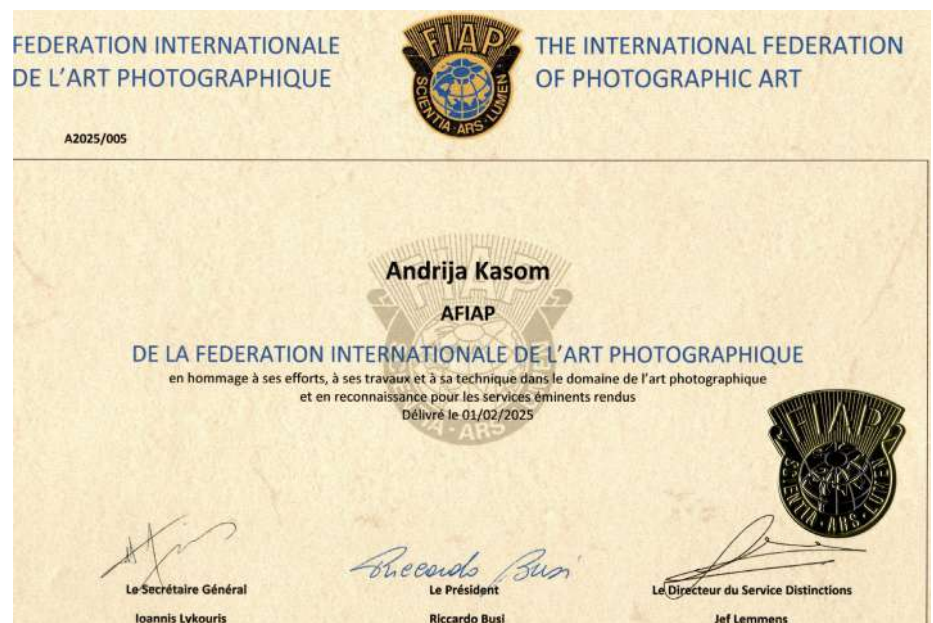 FEDERATION INTERNATIONALE
DE L'ART PHOTOGRAPHIQUE
FIAP
SCIENTIA-ARS-LUMEN
THE INTERNATIONAL FEDERATION
OF PHOTOGRAPHIC ART
A2025/005
Andrija Kasom
AFIAP
DE LA FEDERATION INTERNATIONALE DE L'ART PHOTOGRAPHIQUE
en hommage à ses efforts, à ses travaux et à sa technique dans le domaine de l'art photographique
et en reconnaissance pour les services éminents rendus
Délivré le 01/02/2025
FIAP
SCIENTIA-ARS-LUMEN
Riccardo Busi
Le Secrétaire Général
Le Président
Le Directeur du Service Distinctions
Ioannis Lykouris
Riccardo Busi
Jef Lemmens